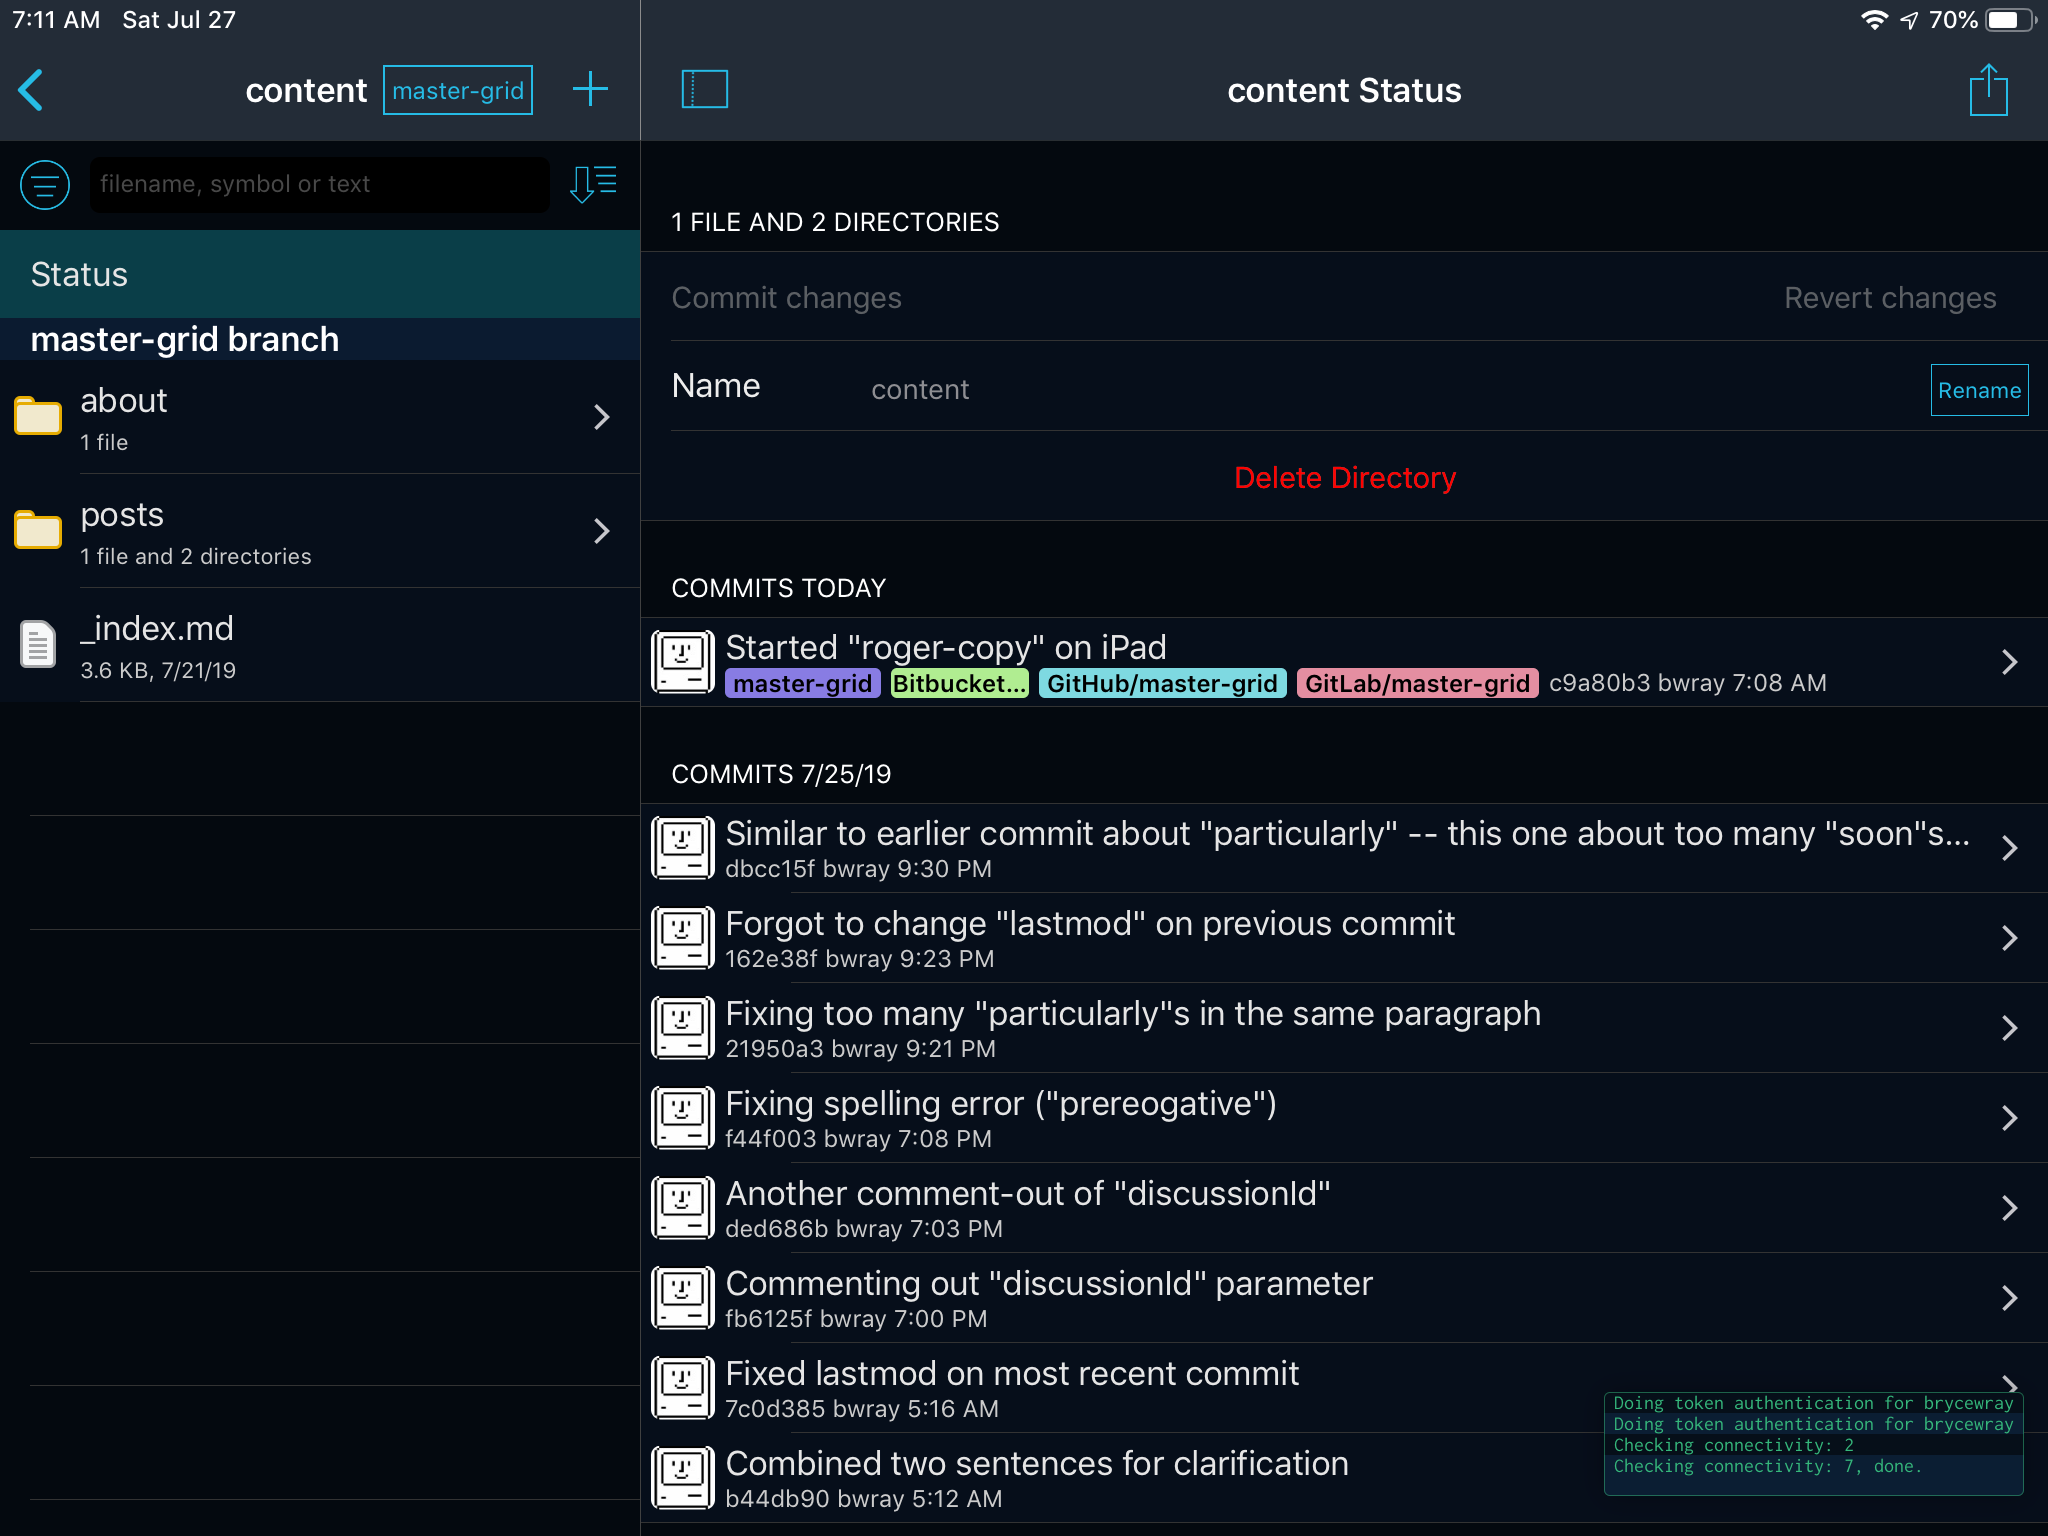 7:11 AM Sat Jul 27
70%
content master-grid
content Status
filename, symbol or text
Status
master-grid branch
about
1 file
posts
1 file and 2 directories
_index.md
3.6 KB, 7/21/19
1 FILE AND 2 DIRECTORIES
Commit changes Revert changes
Name content Rename
Delete Directory
COMMITS TODAY
Started "roger-copy" on iPad
master-grid Bitbucket... GitHub/master-grid GitLab/master-grid c9a80b3 bwray 7:08 AM
COMMITS 7/25/19
Similar to earlier commit about "particularly" -- this one about too many "soon"s...
dbcc15f bwray 9:30 PM
Forgot to change "lastmod" on previous commit
162e38f bwray 9:23 PM
Fixing too many "particularly"s in the same paragraph
21950a3 bwray 9:21 PM
Fixing spelling error ("prereogative")
f44f003 bwray 7:08 PM
Another comment-out of "discussionId"
ded686b bwray 7:03 PM
Commenting out "discussionId" parameter
fb6125f bwray 7:00 PM
Fixed lastmod on most recent commit
7c0d385 bwray 5:16 AM
Combined two sentences for clarification
b44db90 bwray 5:12 AM
Doing token authentication for brycewray
Doing token authentication for brycewray
Checking connectivity: 2
Checking connectivity: 7, done.